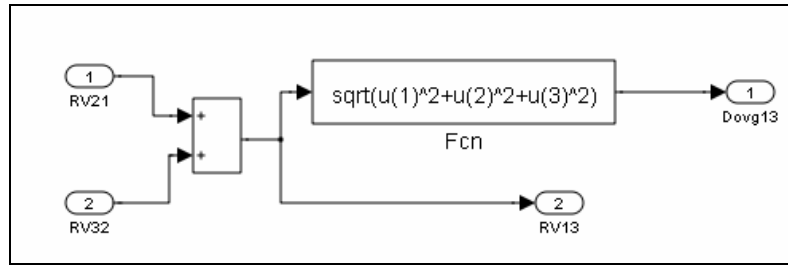 1
RV21
2
RV32
+
+
sqrt(u(1)^2+u(2)^2+u(3)^2)
Fcn
1
Dovg13
2
RV13